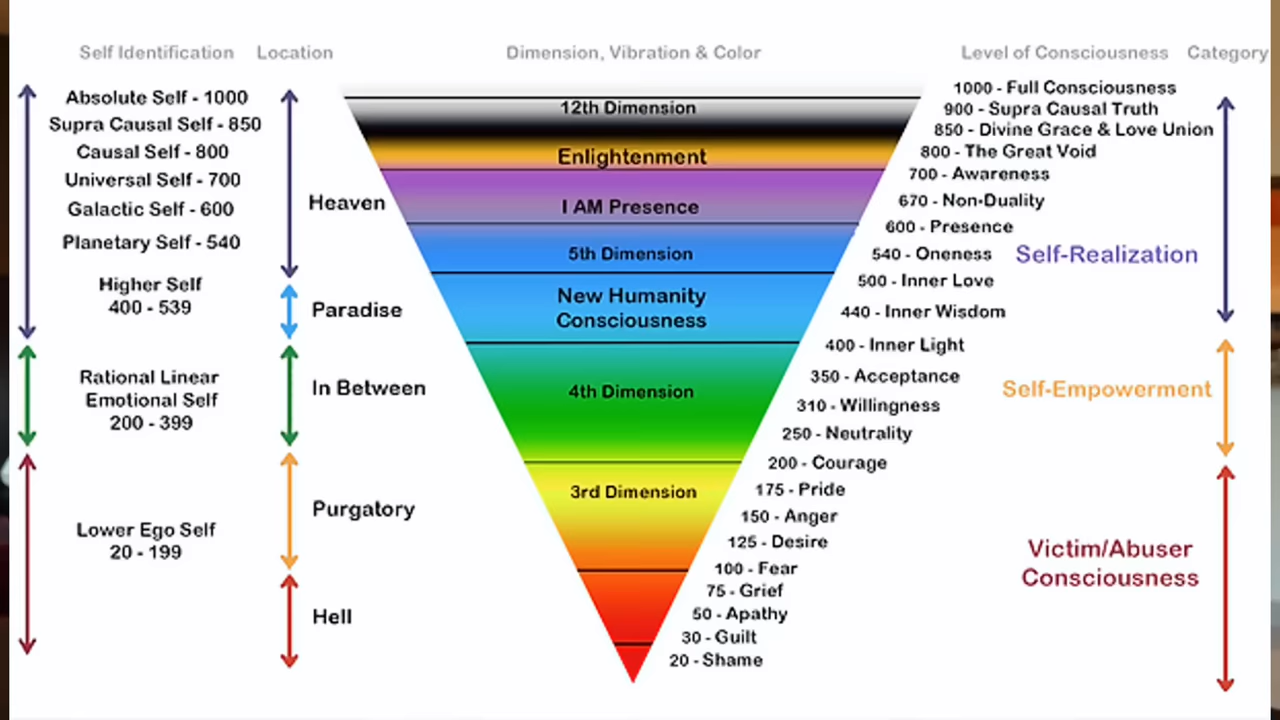 Self Identification
Location
Dimension, Vibration & Color
Level of Consciousness
Category
Absolute Self - 1000
Supra Causal Self - 850
Causal Self - 800
Universal Self - 700
Galactic Self - 600
Planetary Self - 540
Higher Self
400 - 539
Rational Linear
Emotional Self
200 - 399
Lower Ego Self
20 - 199
Heaven
Paradise
In Between
Purgatory
Hell
12th Dimension
Enlightenment
I AM Presence
5th Dimension
New Humanity
Consciousness
4th Dimension
3rd Dimension
1000 - Full Consciousness
900 - Supra Causal Truth
850 - Divine Grace & Love Union
800 - The Great Void
700 - Awareness
670 - Non-Duality
600 - Presence
540 - Oneness
500 - Inner Love
440 - Inner Wisdom
400 - Inner Light
350 - Acceptance
310 - Willingness
250 - Neutrality
200 - Courage
175 - Pride
150 - Anger
125 - Desire
100 - Fear
75 - Grief
50 - Apathy
30 - Guilt
20 - Shame
Self-Realization
Self-Empowerment
Victim/Abuser
Consciousness